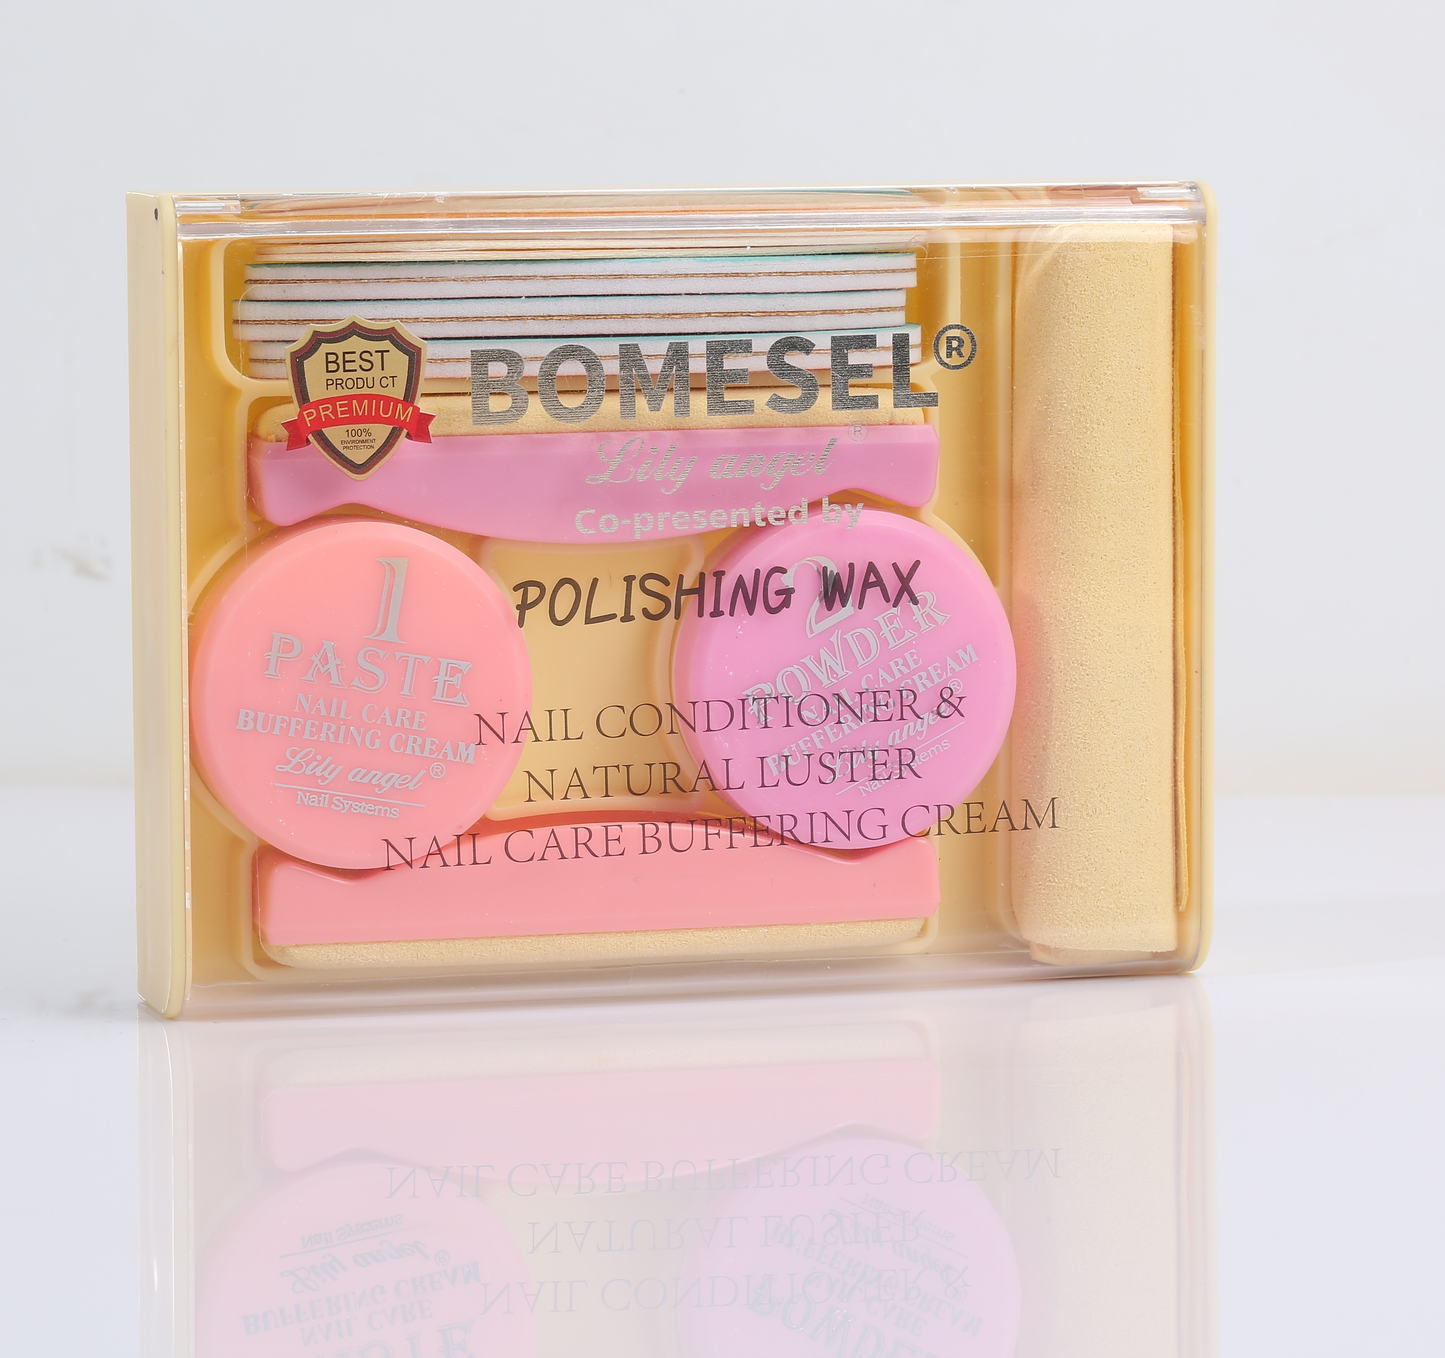 BEST
PRODU CT
PREMIUM
100%
ENVIRONMENT
PROTECTION
BOMESEL®
Lily angel®
Co-presented by
POLISHING WAX
NAIL CONDITIONER &
NATURAL LUSTER
NAIL CARE BUFFERING CREAM
1
PASTE
NAIL CARE
BUFFERING CREAM
Lily angel®
Nail Systems
2
POWDER
NAIL CARE
BUFFERING CREAM
Lily angel®
Nail Systems